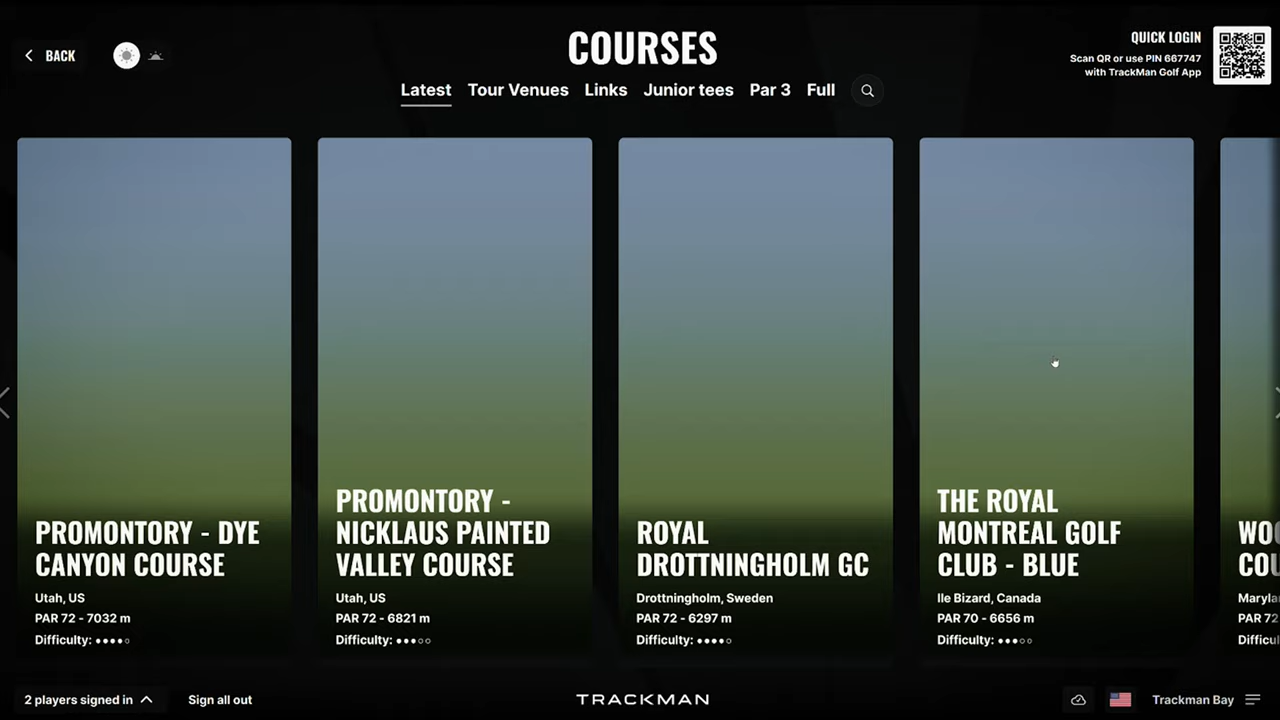 BACK
COURSES
QUICK LOGIN
Scan QR or use PIN 667747
with TrackMan Golf App
Latest Tour Venues Links Junior tees Par 3 Full
PROMONTORY - DYE
CANYON COURSE
Utah, US
PAR 72 - 7032 m
Difficulty:
PROMONTORY -
NICKLAUS PAINTED
VALLEY COURSE
Utah, US
PAR 72 - 6821 m
Difficulty:
ROYAL
DROTTNINGHOLM GC
Drottningholm, Sweden
PAR 72 - 6297 m
Difficulty:
THE ROYAL
MONTREAL GOLF
CLUB - BLUE
Ile Bizard, Canada
PAR 70 - 6656 m
Difficulty:
PAR 72
2 players signed in
Sign all out
TRACKMAN
Trackman Bay